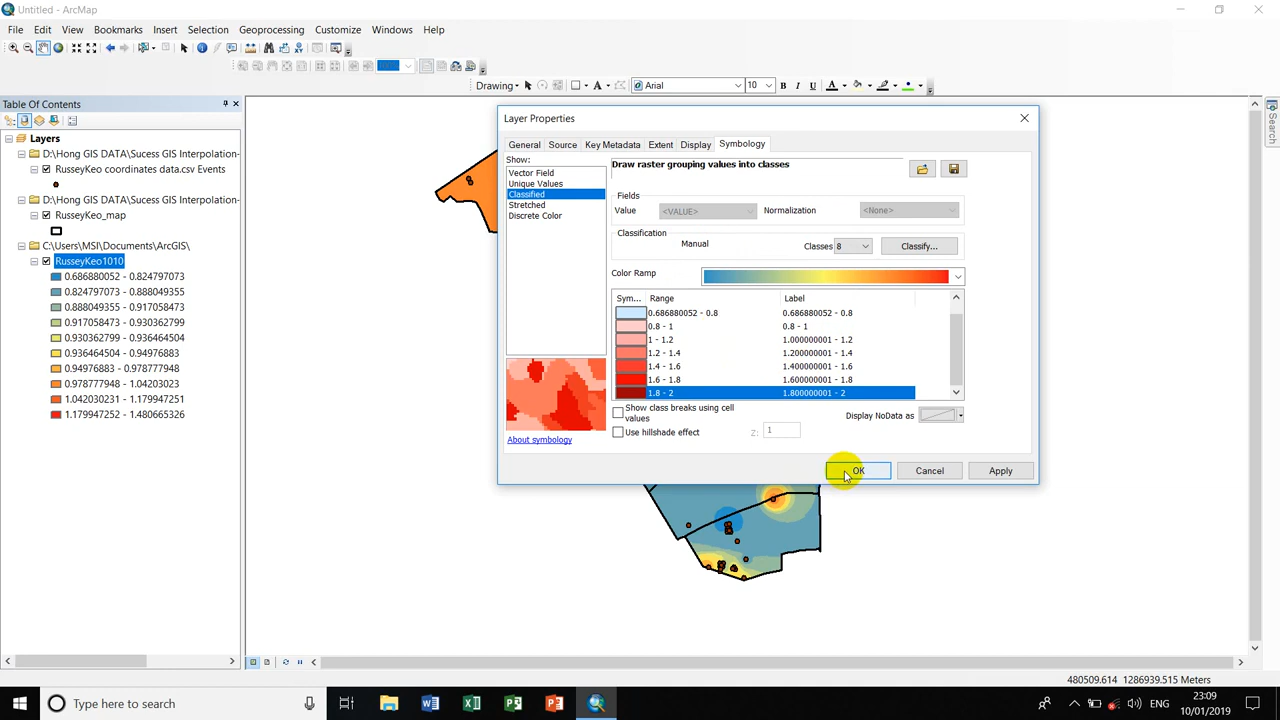 Untitled - ArcMap
File Edit View Bookmarks Insert Selection Geoprocessing Customize Windows Help
Drawing Arial 10 B I U A
Table Of Contents
Layers
D:\Hong GIS DATA\Sucess GIS Interpolation-
RusseyKeo coordinates data.csv Events
D:\Hong GIS DATA\Sucess GIS Interpolation-
RusseyKeo_map
C:\Users\MSI\Documents\ArcGIS\
RusseyKeo1010
0.686880052 - 0.824797073
0.824797073 - 0.888049355
0.888049355 - 0.917058473
0.917058473 - 0.930362799
0.930362799 - 0.936464504
0.936464504 - 0.94976883
0.94976883 - 0.978777948
0.978777948 - 1.04203023
1.04203023 - 1.179947251
1.179947252 - 1.480665326
Layer Properties
General Source Key Metadata Extent Display Symbology
Show:
Vector Field
Unique Values
Classified
Stretched
Discrete Color
About symbology
Draw raster grouping values into classes
Fields
Value <VALUE> Normalization <None>
Classification
Manual Classes 8 Classify...
Color Ramp
Sym... Range Label
0.686880052 - 0.8 0.686880052 - 0.8
0.8 - 1 0.8 - 1
1 - 1.2 1.000000001 - 1.2
1.2 - 1.4 1.200000001 - 1.4
1.4 - 1.6 1.400000001 - 1.6
1.6 - 1.8 1.600000001 - 1.8
1.8 - 2 1.800000001 - 2
Show class breaks using cell values
Display NoData as
Use hillshade effect Z: 1
OK Cancel Apply
Search
480509.614 1286939.515 Meters
Type here to search
ENG
23:09
10/01/2019